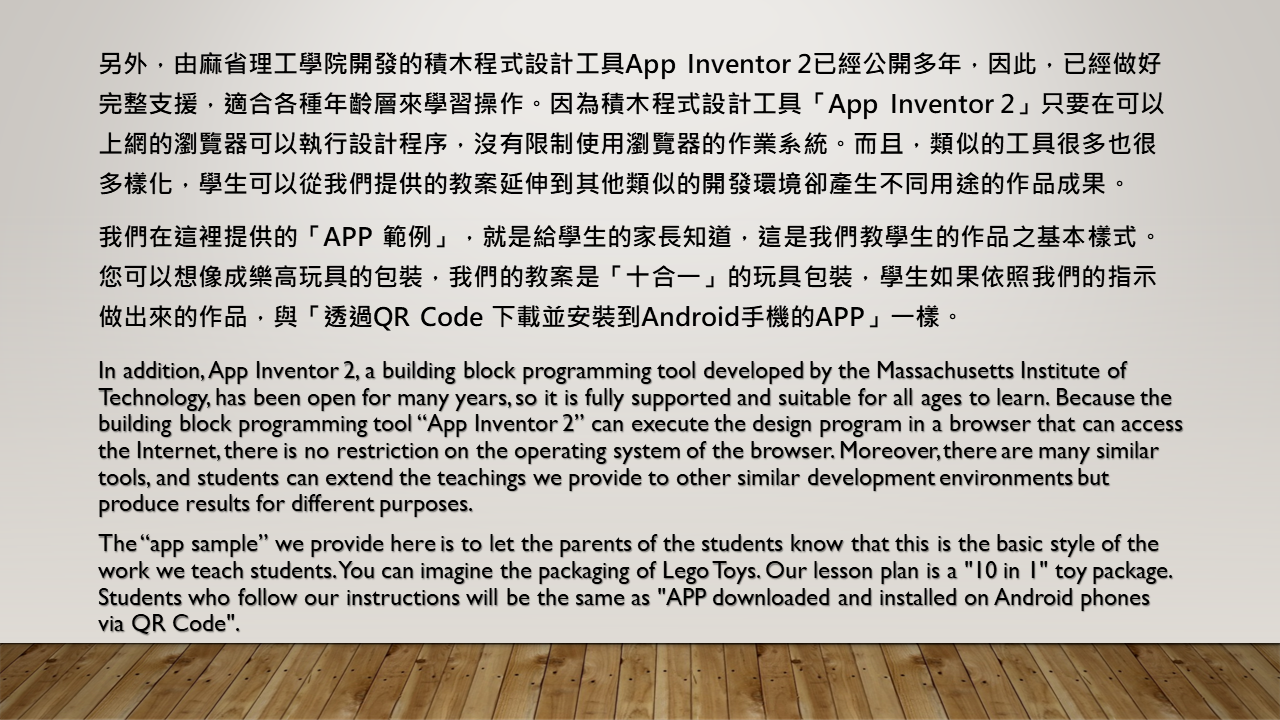 另外，由麻省理工學院開發的積木程式設計工具App Inventor 2已經公開多年，因此，已經做好
完整支援，適合各種年齡層來學習操作。因為積木程式設計工具「App Inventor 2」只要在可以
上網的瀏覽器可以執行設計程序，沒有限制使用瀏覽器的作業系統。而且，類似的工具很多也很
多樣化，學生可以從我們提供的教案延伸到其他類似的開發環境卻產生不同用途的作品成果。
我們在這裡提供的「APP 範例」，就是給學生的家長知道，這是我們教學生的作品之基本樣式。
您可以想像成樂高玩具的包裝，我們的教案是「十合一」的玩具包裝，學生如果依照我們的指示
做出來的作品，與「透過QR Code 下載並安裝到Android手機的APP」一樣。
In addition, App Inventor 2, a building block programming tool developed by the Massachusetts Institute of
Technology, has been open for many years, so it is fully supported and suitable for all ages to learn. Because the
building block programming tool “App Inventor 2” can execute the design program in a browser that can access
the Internet, there is no restriction on the operating system of the browser. Moreover, there are many similar
tools, and students can extend the teachings we provide to other similar development environments but
produce results for different purposes.
The “app sample” we provide here is to let the parents of the students know that this is the basic style of the
work we teach students. You can imagine the packaging of Lego Toys. Our lesson plan is a "10 in 1" toy package.
Students who follow our instructions will be the same as "APP downloaded and installed on Android phones
via QR Code".